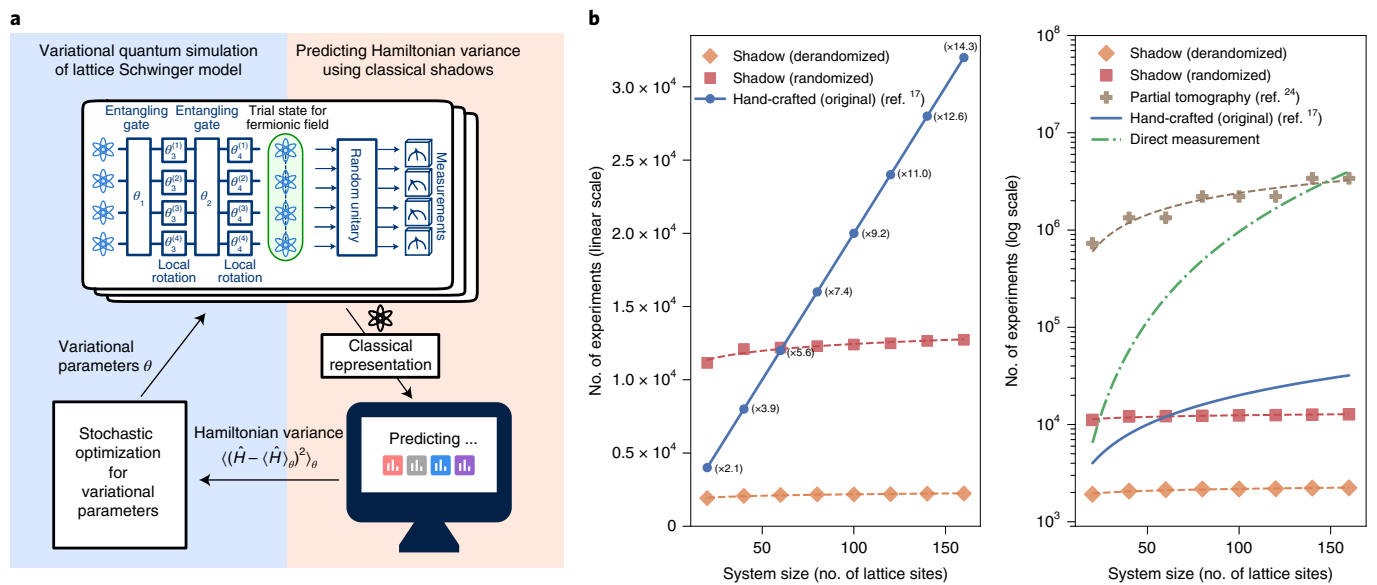 a
Variational quantum simulation
of lattice Schwinger model
Predicting Hamiltonian variance
using classical shadows
Entangling
gate
Entangling
gate
Trial state for
fermionic field
θ₁
θ₃⁽¹⁾
θ₃⁽²⁾
θ₃⁽³⁾
θ₃⁽⁴⁾
θ₂
θ₄⁽¹⁾
θ₄⁽²⁾
θ₄⁽³⁾
θ₄⁽⁴⁾
Local
rotation
Local
rotation
Random unitary
Measurements
Variational
parameters θ
Classical
representation
Stochastic
optimization
for
variational
parameters
Hamiltonian variance
⟨(Ĥ − ⟨Ĥ⟩θ)²⟩θ
Predicting ...
b
No. of experiments (linear scale)
3.0 × 10⁴
2.5 × 10⁴
2.0 × 10⁴
1.5 × 10⁴
1.0 × 10⁴
0.5 × 10⁴
0
Shadow (derandomized)
Shadow (randomized)
Hand-crafted (original) (ref. ¹⁷)
(×14.3)
(×12.6)
(×11.0)
(×9.2)
(×7.4)
(×5.6)
(×3.9)
(×2.1)
50
100
150
System size (no. of lattice sites)
No. of experiments (log scale)
10⁸
10⁷
10⁶
10⁵
10⁴
10³
Shadow (derandomized)
Shadow (randomized)
Partial tomography (ref. ²⁴)
Hand-crafted (original) (ref. ¹⁷)
Direct measurement
50
100
150
System size (no. of lattice sites)